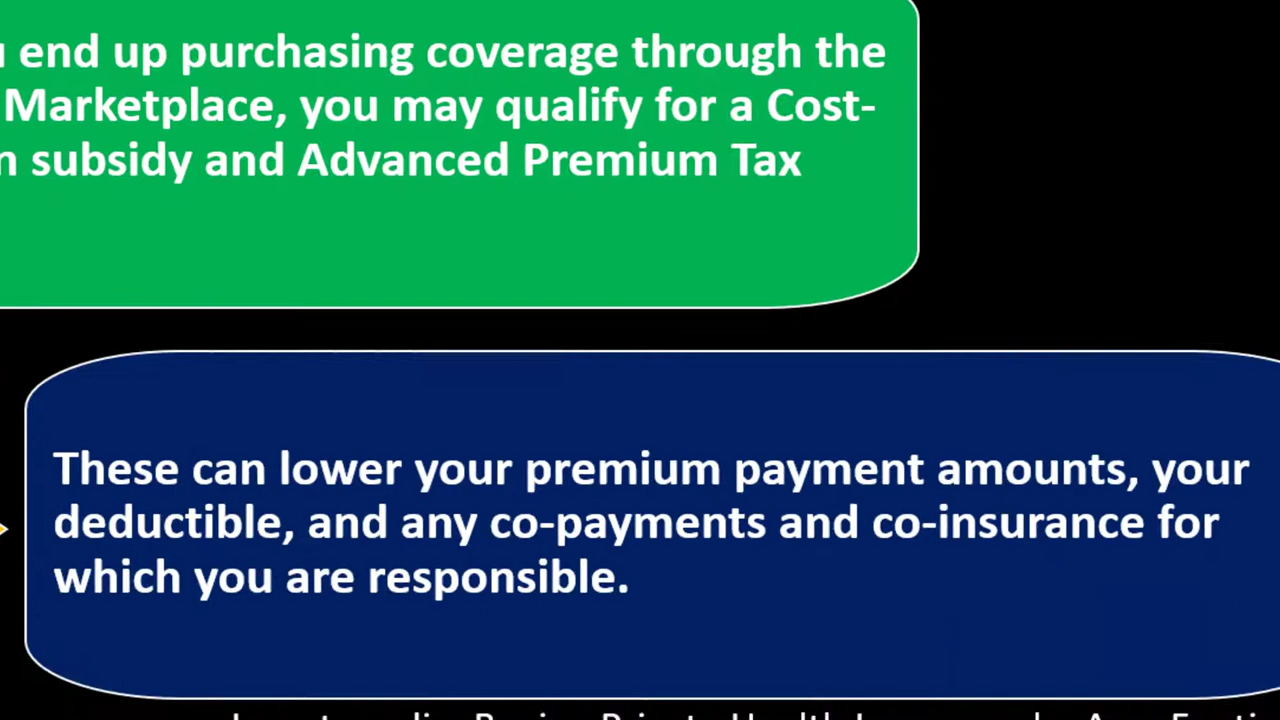 end up purchasing coverage through the
Marketplace, you may qualify for a Cost-
subsidy and Advanced Premium Tax
These can lower your premium payment amounts, your
deductible, and any co-payments and co-insurance for
which you are responsible.